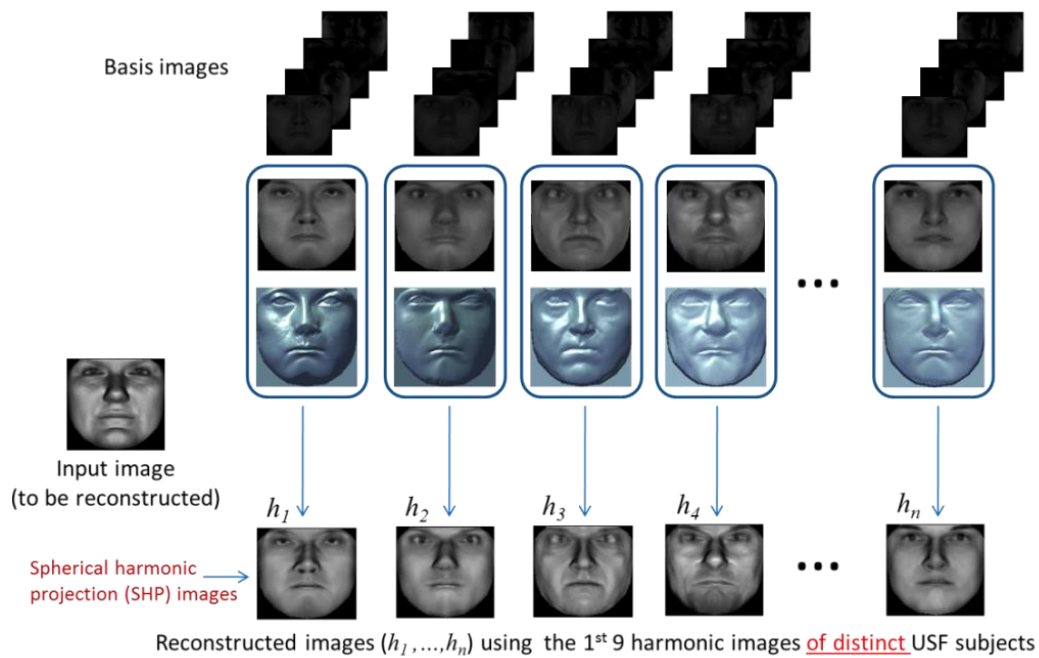 Basis images
...
Input image
(to be reconstructed)
h1
h2
h3
h4
hn
Spherical harmonic
projection (SHP) images
...
Reconstructed images (h1 ,...,hn) using the 1st 9 harmonic images of distinct USF subjects